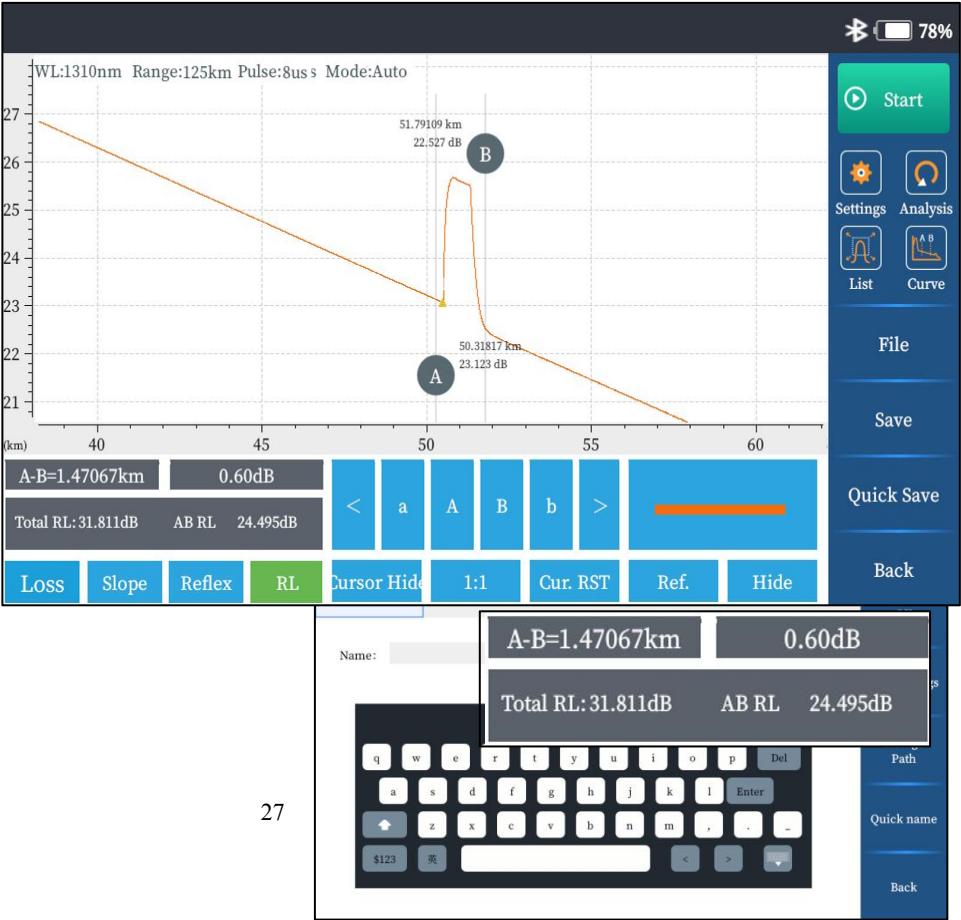 78%
WL:1310nm Range:125km Pulse:8us s Mode:Auto
Start
27
51.79109 km
22.527 dB
B
26
Settings Analysis
25
A B
24
List Curve
23
File
50.31817 km
22
23.123 dB
A
21
Save
(km) 40 45 50 55 60
A-B=1.47067km 0.60dB
< a A B b >
Quick Save
Total RL:31.811dB AB RL 24.495dB
Back
Loss Slope Reflex RL Cursor Hide 1:1 Cur. RST Ref. Hide
A-B=1.47067km 0.60dB
Name:
Total RL:31.811dB AB RL 24.495dB
Path
q w e r t y u i o p Del
a s d f g h j k l Enter
27
z x c v b n m , . _
Quick name
$123 英 < >
Back